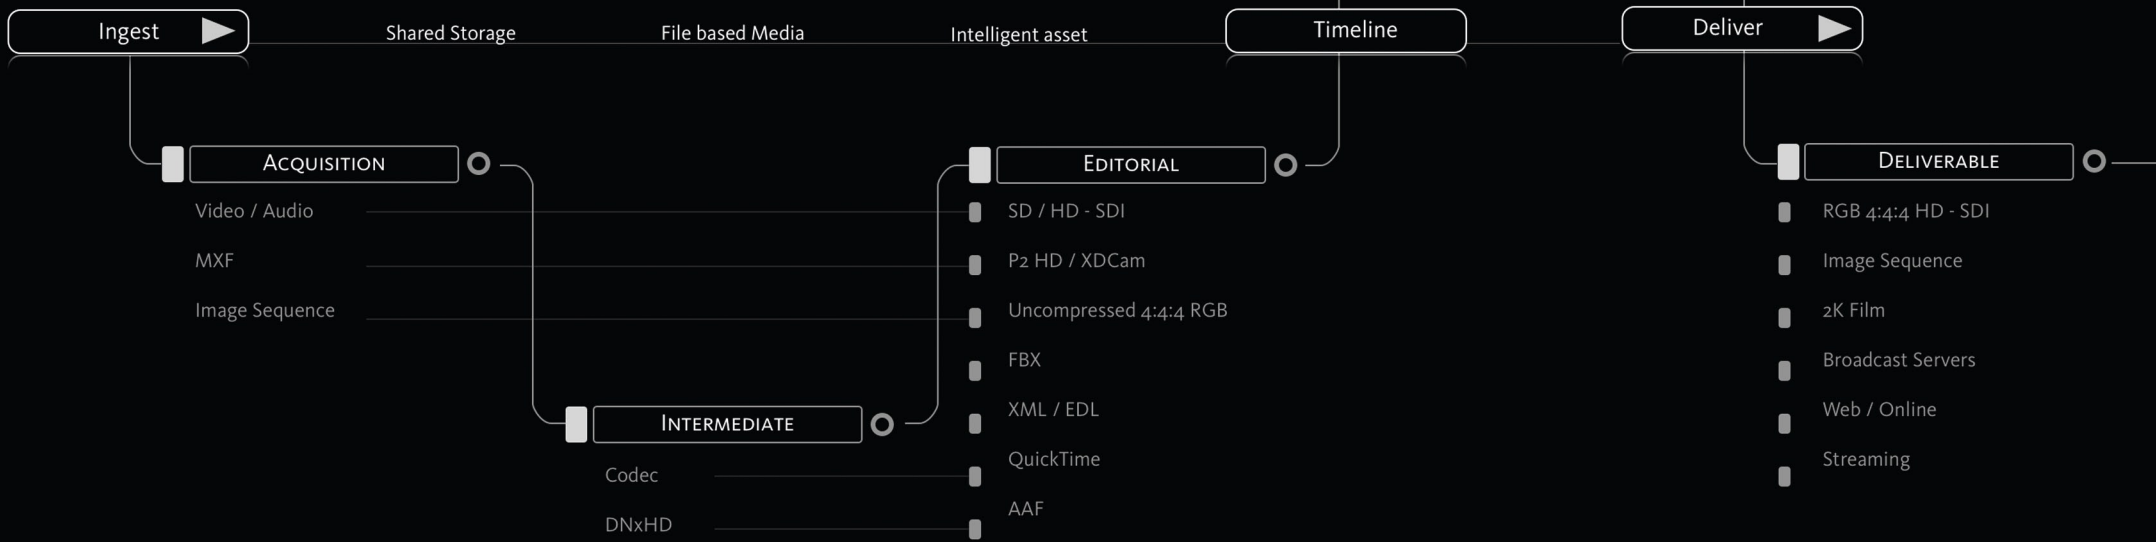 Ingest
Shared Storage
File based Media
Intelligent asset
Timeline
Deliver
Acquisition
Video / Audio
MXF
Image Sequence
Intermediate
Codec
DNxHD
Editorial
SD / HD - SDI
P2 HD / XDCam
Uncompressed 4:4:4 RGB
FBX
XML / EDL
QuickTime
AAF
Deliverable
RGB 4:4:4 HD - SDI
Image Sequence
2K Film
Broadcast Servers
Web / Online
Streaming